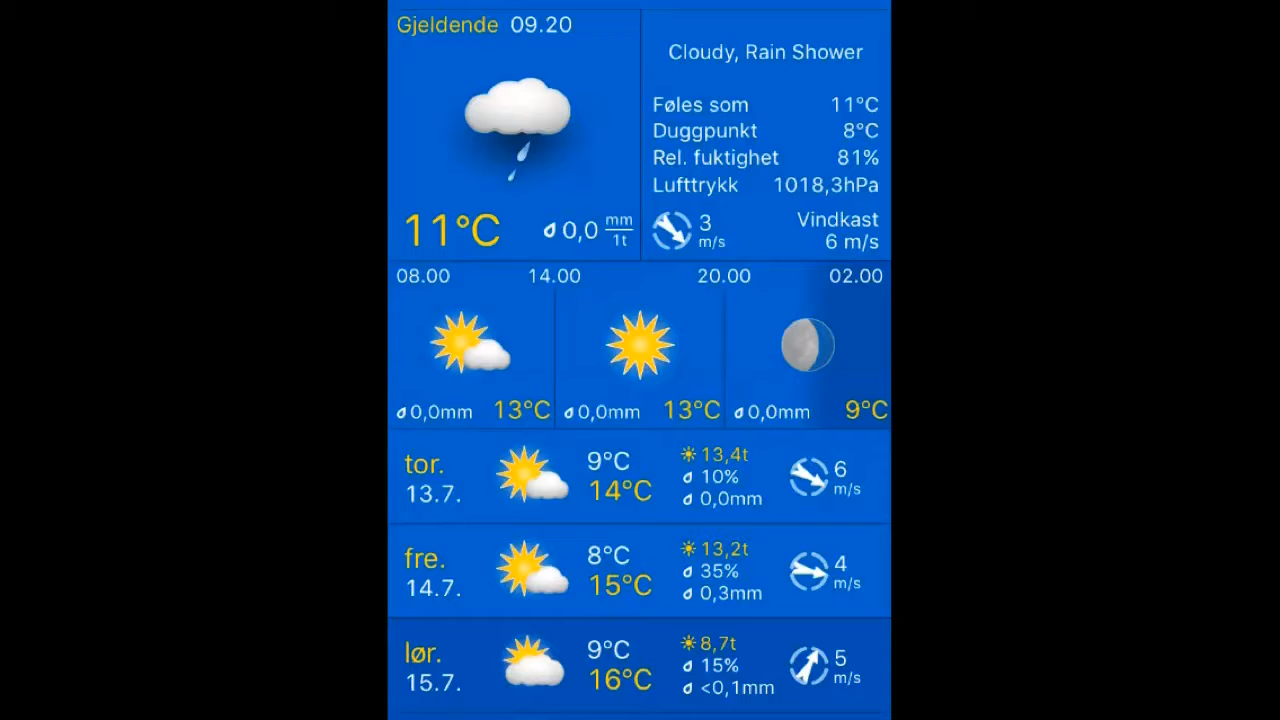 Gjeldende 09.20
11°C
0,0 mm/1t
Cloudy, Rain Shower
Føles som 11°C
Duggpunkt 8°C
Rel. fuktighet 81%
Lufttrykk 1018,3hPa
3 m/s
Vindkast
6 m/s
08.00 14.00 20.00 02.00
0,0mm 13°C 0,0mm 13°C 0,0mm 9°C
tor.
13.7.
9°C
14°C
13,4t
10%
0,0mm
6
m/s
fre.
14.7.
8°C
15°C
13,2t
35%
0,3mm
4
m/s
lør.
15.7.
9°C
16°C
8,7t
15%
<0,1mm
5
m/s